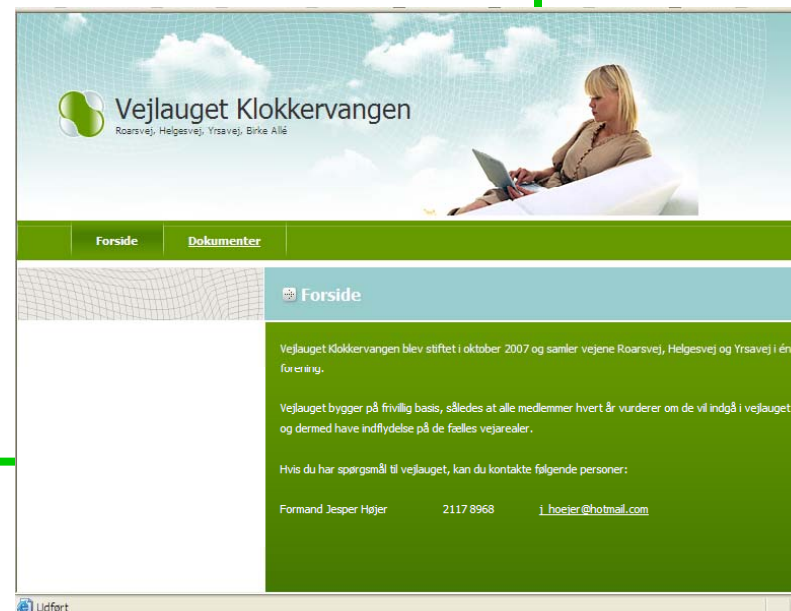 Vejlauget Klokkervangen
Roarsvej, Helgesvej, Yrsavej, Birke Allé
Forside
Dokumenter
Forside
Vejlauget Klokkervangen blev stiftet i oktober 2007 og samler vejene Roarsvej, Helgesvej og Yrsavej i én
forening.
Vejlauget bygger på frivillig basis, således at alle medlemmer hvert år vurderer om de vil indgå i vejlauget
og dermed have indflydelse på de fælles vejarealer.
Hvis du har spørgsmål til vejlauget, kan du kontakte følgende personer:
Formand Jesper Højer 2117 8968 j_hoejer@hotmail.com
Udført